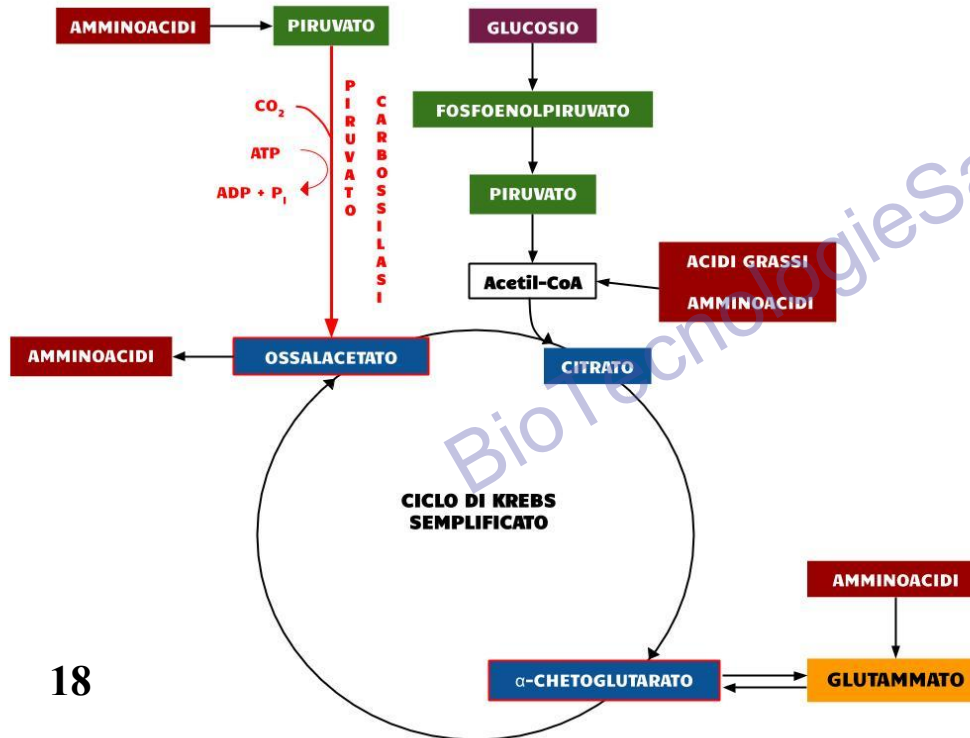 AMMINOACIDI
PIRUVATO
GLUCOSIO
CO2
ATP
ADP + Pi
PIRUVATO
CARBOSSILASI
FOSFOENOLPIRUVATO
PIRUVATO
Acetil-CoA
ACIDI GRASSI
AMMINOACIDI
AMMINOACIDI
OSSALACETATO
CITRATO
CICLO DI KREBS
SEMPLIFICATO
AMMINOACIDI
α-CHETOGLUTARATO
GLUTAMMATO
18
BioTecnologieSa